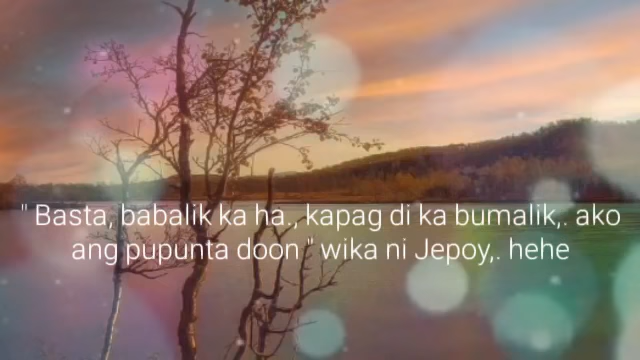 " Basta, babalik ka ha., kapag di ka bumalik,. ako
ang pupunta doon " wika ni Jepoy,. hehe